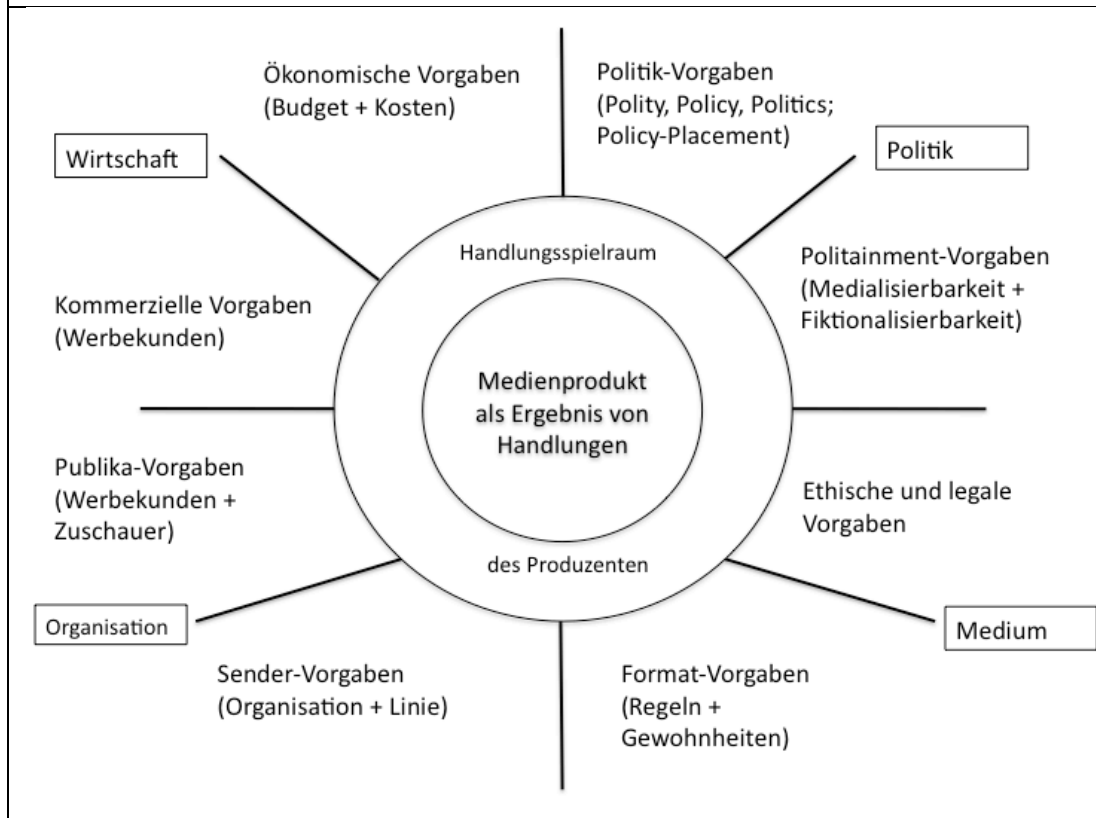 Ökonomische Vorgaben
(Budget + Kosten)
Politik-Vorgaben
(Polity, Policy, Politics;
Policy-Placement)
Wirtschaft
Politik
Handlungsspielraum
Kommerzielle Vorgaben
(Werbekunden)
Politainment-Vorgaben
(Medialisierbarkeit +
Fiktionalisierbarkeit)
Medienprodukt
als Ergebnis von
Handlungen
Publika-Vorgaben
(Werbekunden +
Zuschauer)
Ethische und legale
Vorgaben
des Produzenten
Organisation
Medium
Sender-Vorgaben
(Organisation + Linie)
Format-Vorgaben
(Regeln +
Gewohnheiten)